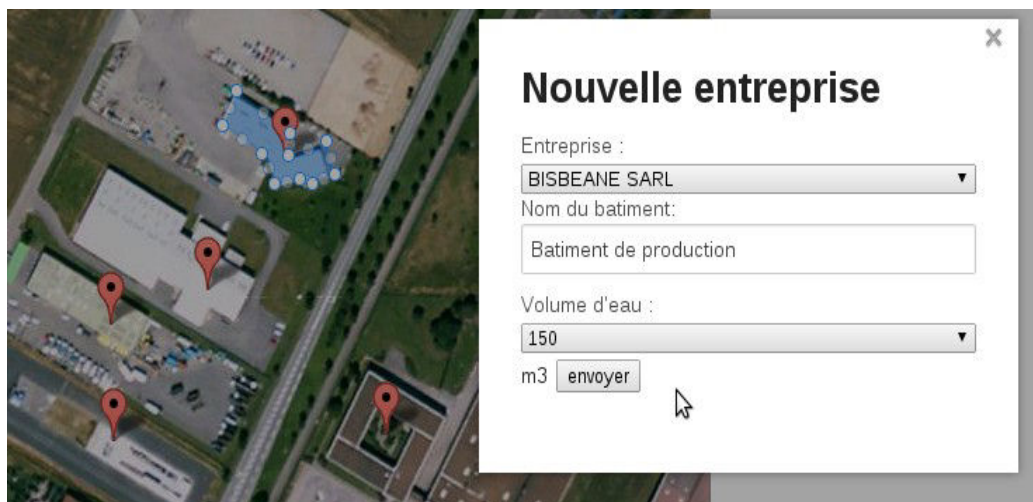 ×
Nouvelle entreprise
Entreprise :
BISBEANE SARL
Nom du batiment:
Batiment de production
Volume d'eau :
150
m3 envoyer